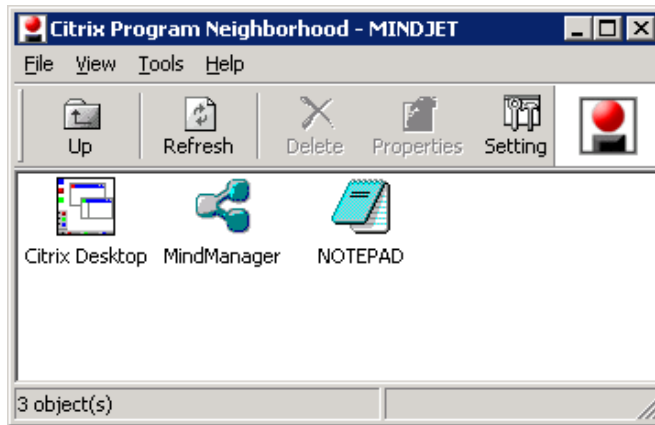 Citrix Program Neighborhood - MINDJET
File View Tools Help
Up Refresh Delete Properties Setting
Citrix Desktop MindManager NOTEPAD
3 object(s)